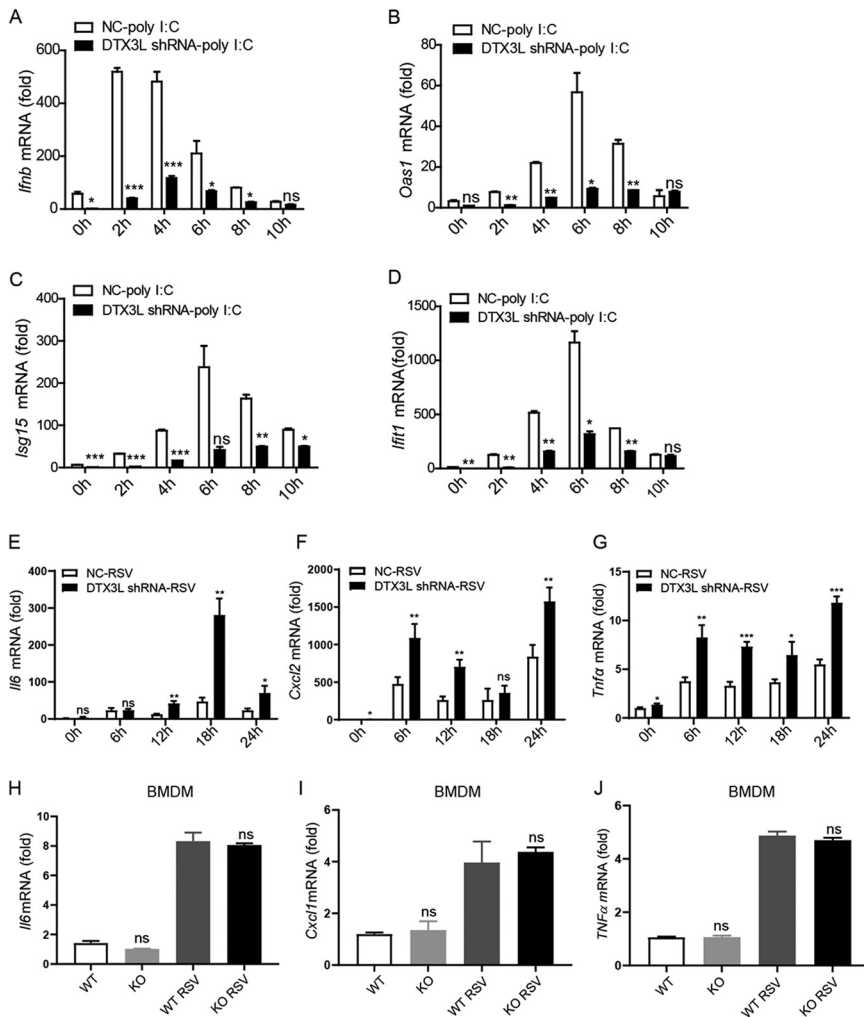 A
NC-poly I:C
DTX3L shRNA-poly I:C
Ifnb mRNA (fold)
600
400
200
0
* *** *** * * ns
0h 2h 4h 6h 8h 10h
B
NC-poly I:C
DTX3L shRNA-poly I:C
Oas1 mRNA (fold)
80
60
40
20
0
ns ** ** * ** ns
0h 2h 4h 6h 8h 10h
C
NC-poly I:C
DTX3L shRNA-poly I:C
Isg15 mRNA (fold)
400
300
200
100
0
*** *** *** ns ** *
0h 2h 4h 6h 8h 10h
D
NC-poly I:C
DTX3L shRNA-poly I:C
Ifit1 mRNA (fold)
1500
1000
500
0
** ** ** * ** ns
0h 2h 4h 6h 8h 10h
E
NC-RSV
DTX3L shRNA-RSV
Il6 mRNA (fold)
400
300
200
100
0
ns ns ** ** *
0h 6h 12h 18h 24h
F
NC-RSV
DTX3L shRNA-RSV
Cxcl2 mRNA (fold)
2000
1500
1000
500
0
* ** ** ns **
0h 6h 12h 18h 24h
G
NC-RSV
DTX3L shRNA-RSV
Tnfα mRNA (fold)
15
10
5
0
* ** *** * ***
0h 6h 12h 18h 24h
H
BMDM
Il6mRNA (fold)
10
8
6
4
2
0
ns ns
WT KO WT RSV KO RSV
I
BMDM
Cxcl1mRNA (fold)
6
4
2
0
ns ns
WT KO WT RSV KO RSV
J
BMDM
TNFα mRNA (fold)
6
4
2
0
ns ns
WT KO WT RSV KO RSV